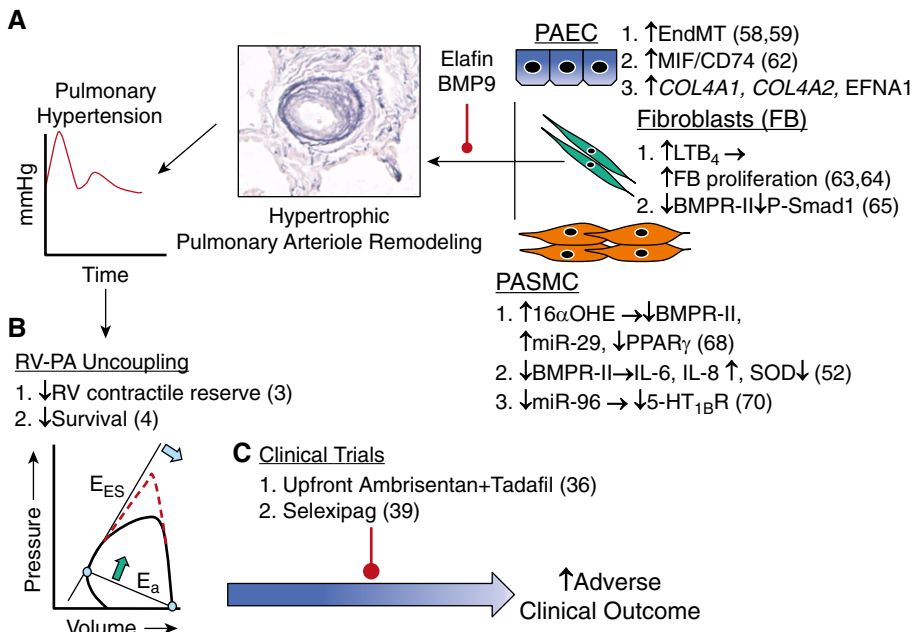 A
Pulmonary
Hypertension
mmHg
Time
Hypertrophic
Pulmonary Arteriole Remodeling
Elafin
BMP9
PAEC
1. ↑EndMT (58,59)
2. ↑MIF/CD74 (62)
3. ↑COL4A1, COL4A2, EFNA1
Fibroblasts (FB)
1. ↑LTB4 →
↑FB proliferation (63,64)
2. ↓BMPR-II↓P-Smad1 (65)
PASMC
1. ↑16αOHE →↓BMPR-II,
↑miR-29, ↓PPARγ (68)
2. ↓BMPR-II→IL-6, IL-8 ↑, SOD↓ (52)
3. ↓miR-96 → ↓5-HT1BR (70)
B
RV-PA Uncoupling
1. ↓RV contractile reserve (3)
2. ↓Survival (4)
Pressure →
EES
Ea
Volume →
C Clinical Trials
1. Upfront Ambrisentan+Tadafil (36)
2. Selexipag (39)
↑Adverse
Clinical Outcome